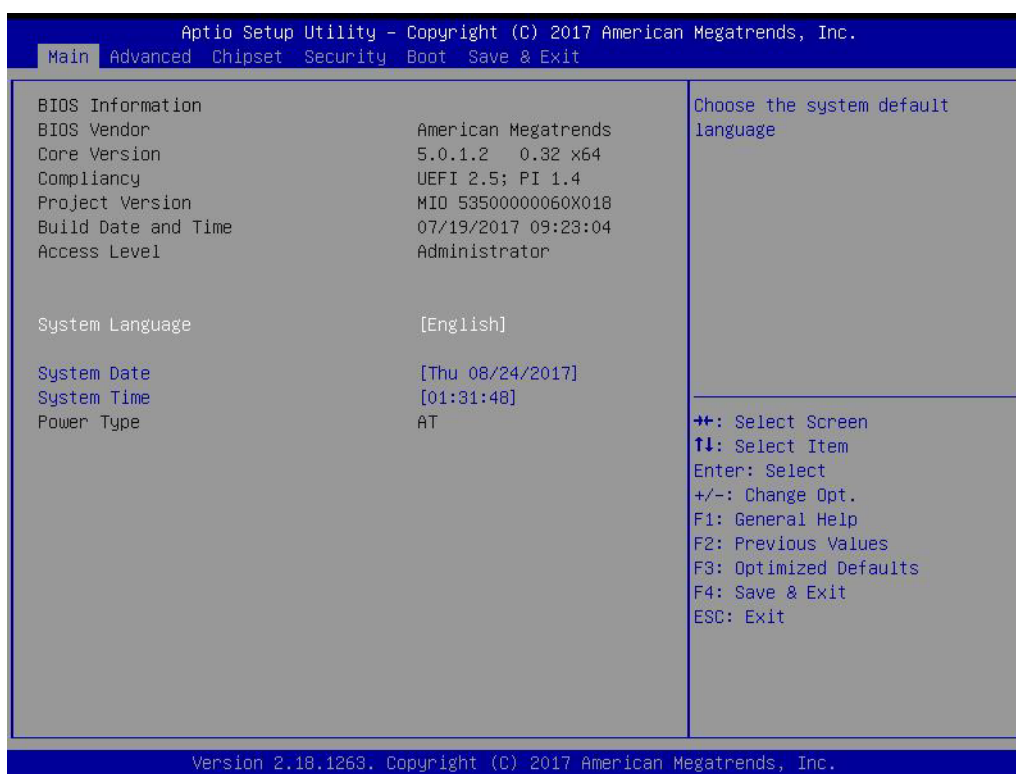 Aptio Setup Utility – Copyright (C) 2017 American Megatrends, Inc.
Main Advanced Chipset Security Boot Save & Exit
BIOS Information
BIOS Vendor American Megatrends
Core Version 5.0.1.2 0.32 x64
Compliancy UEFI 2.5; PI 1.4
Project Version MIO 53500000060X018
Build Date and Time 07/19/2017 09:23:04
Access Level Administrator
System Language [English]
System Date [Thu 08/24/2017]
System Time [01:31:48]
Power Type AT
Choose the system default
language
→←: Select Screen
↑↓: Select Item
Enter: Select
+/-: Change Opt.
F1: General Help
F2: Previous Values
F3: Optimized Defaults
F4: Save & Exit
ESC: Exit
Version 2.18.1263. Copyright (C) 2017 American Megatrends, Inc.